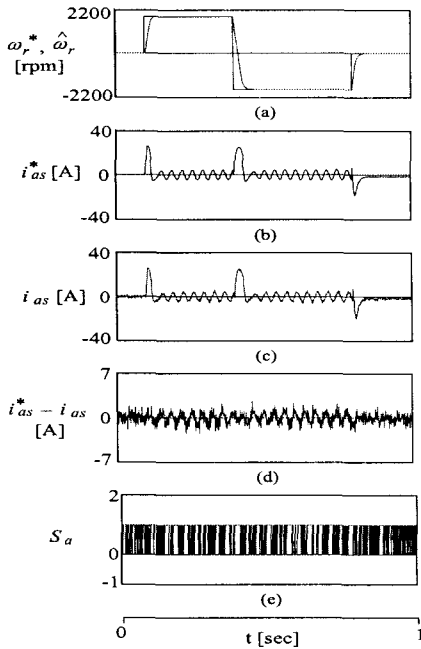 2200
ω_r^*, ω̂_r
[rpm]
-2200
(a)
40
i^*_as [A] 0
-40
(b)
40
i_as [A] 0
-40
(c)
7
i^*_as – i_as 0
[A]
-7
(d)
2
S_a
0
-1
(e)
0 1
t [sec]